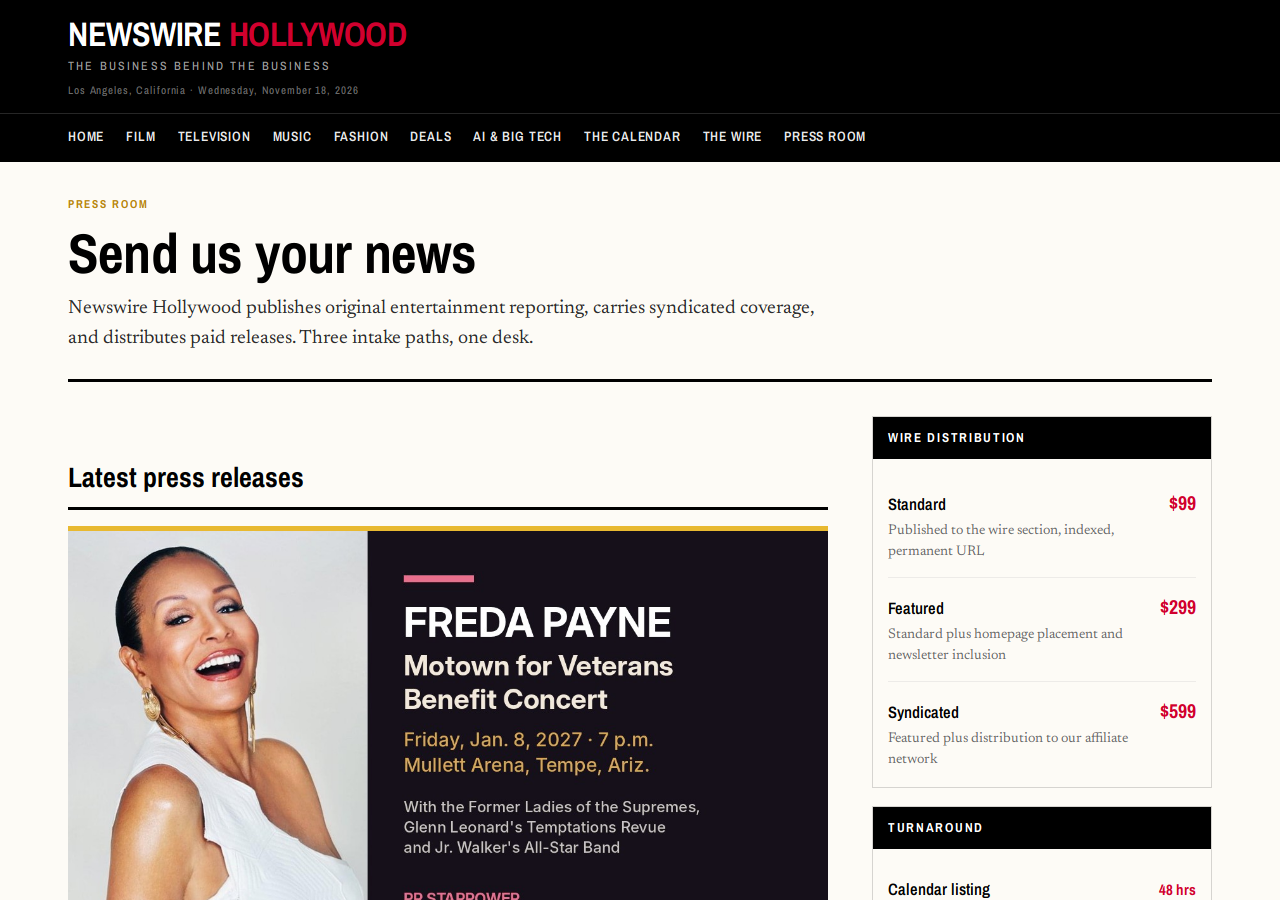 NEWSWIRE HOLLYWOOD
THE BUSINESS BEHIND THE BUSINESS
Los Angeles, California · Wednesday, November 18, 2026
HOME FILM TELEVISION MUSIC FASHION DEALS AI & BIG TECH THE CALENDAR THE WIRE PRESS ROOM
PRESS ROOM
Send us your news
Newswire Hollywood publishes original entertainment reporting, carries syndicated coverage,
and distributes paid releases. Three intake paths, one desk.
Latest press releases
FREDA PAYNE
Motown for Veterans
Benefit Concert
Friday, Jan. 8, 2027 · 7 p.m.
Mullett Arena, Tempe, Ariz.
With the Former Ladies of the Supremes,
Glenn Leonard's Temptations Revue
and Jr. Walker's All-Star Band
PR STARPOWER
WIRE DISTRIBUTION
Standard $99
Published to the wire section, indexed,
permanent URL
Featured $299
Standard plus homepage placement and
newsletter inclusion
Syndicated $599
Featured plus distribution to our affiliate
network
TURNAROUND
Calendar listing 48 hrs